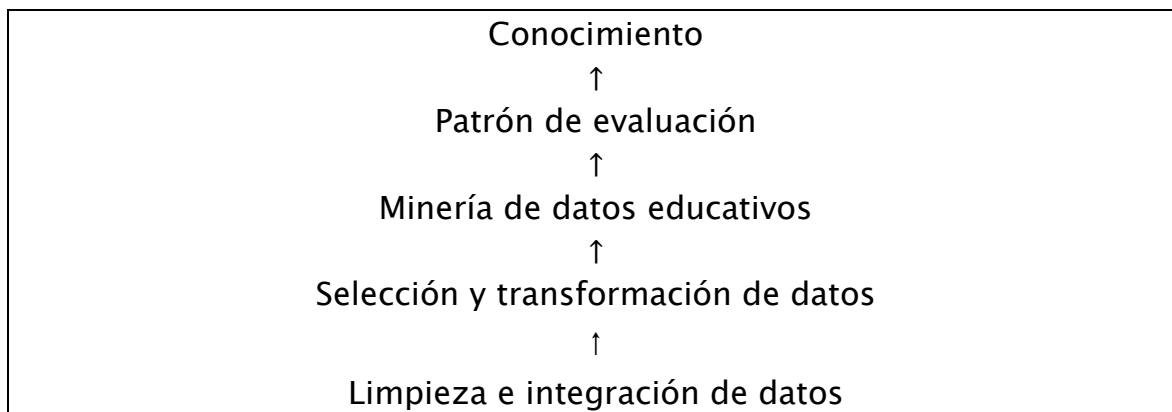 Conocimiento
↑
Patrón de evaluación
↑
Minería de datos educativos
↑
Selección y transformación de datos
↑
Limpieza e integración de datos